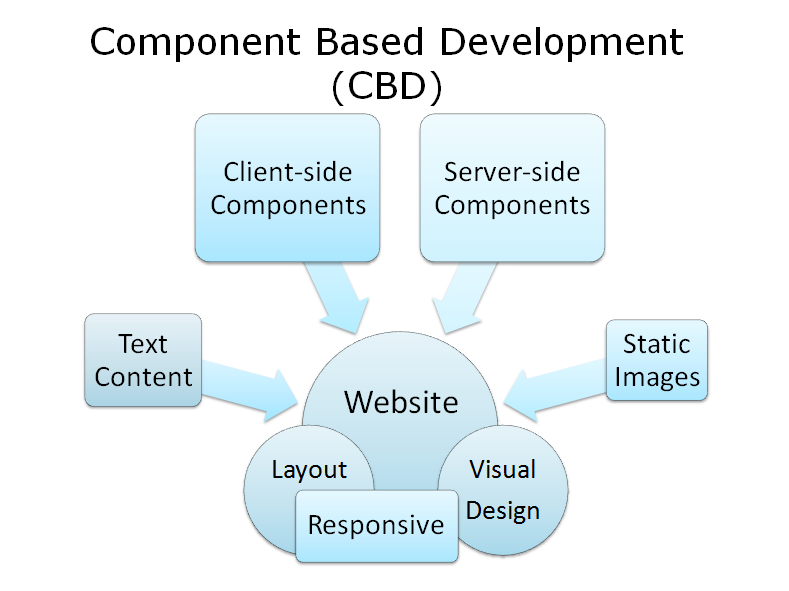 Component Based Development
(CBD)
Client-side
Components
Server-side
Components
Text
Content
Static
Images
Website
Layout
Visual
Design
Responsive